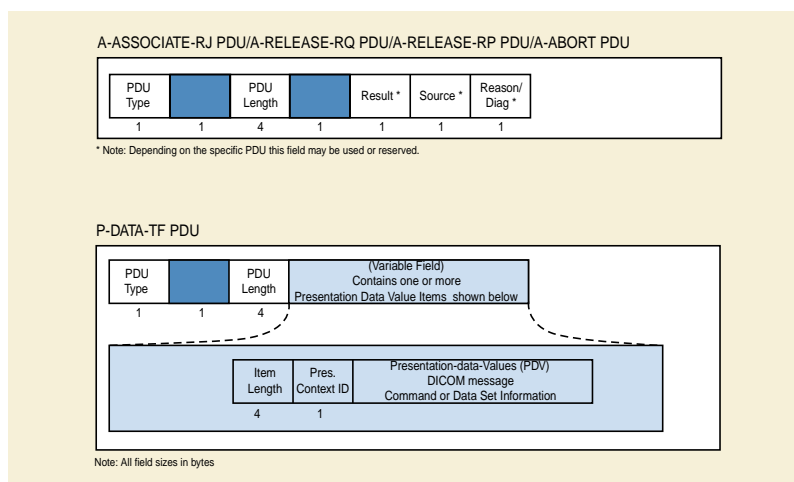 A-ASSOCIATE-RJ PDU/A-RELEASE-RQ PDU/A-RELEASE-RP PDU/A-ABORT PDU
PDU Type
PDU Length
Result *
Source *
Reason/ Diag *
1 1 4 1 1 1 1
* Note: Depending on the specific PDU this field may be used or reserved.
P-DATA-TF PDU
PDU Type
PDU Length
(Variable Field)
Contains one or more
Presentation Data Value Items shown below
1 1 4
Item Length
Pres. Context ID
Presentation-data-Values (PDV)
DICOM message
Command or Data Set Information
4 1
Note: All field sizes in bytes